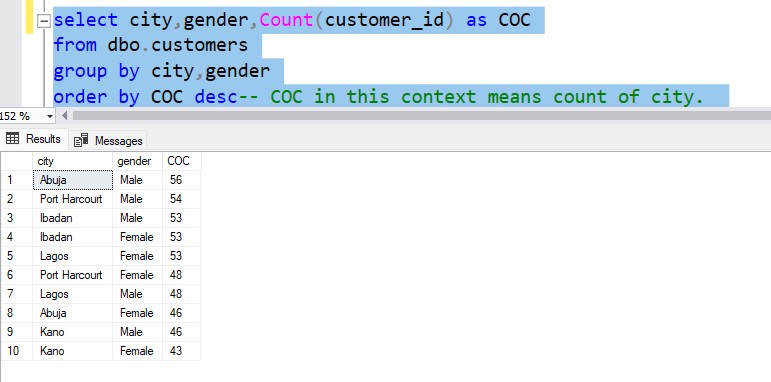 select city,gender,Count(customer_id) as COC
from dbo.customers
group by city,gender
order by COC desc-- COC in this context means count of city.
152 %
Results Messages
city gender COC
1 Abuja Male 56
2 Port Harcourt Male 54
3 Ibadan Male 53
4 Ibadan Female 53
5 Lagos Female 53
6 Port Harcourt Female 48
7 Lagos Male 48
8 Abuja Female 46
9 Kano Male 46
10 Kano Female 43